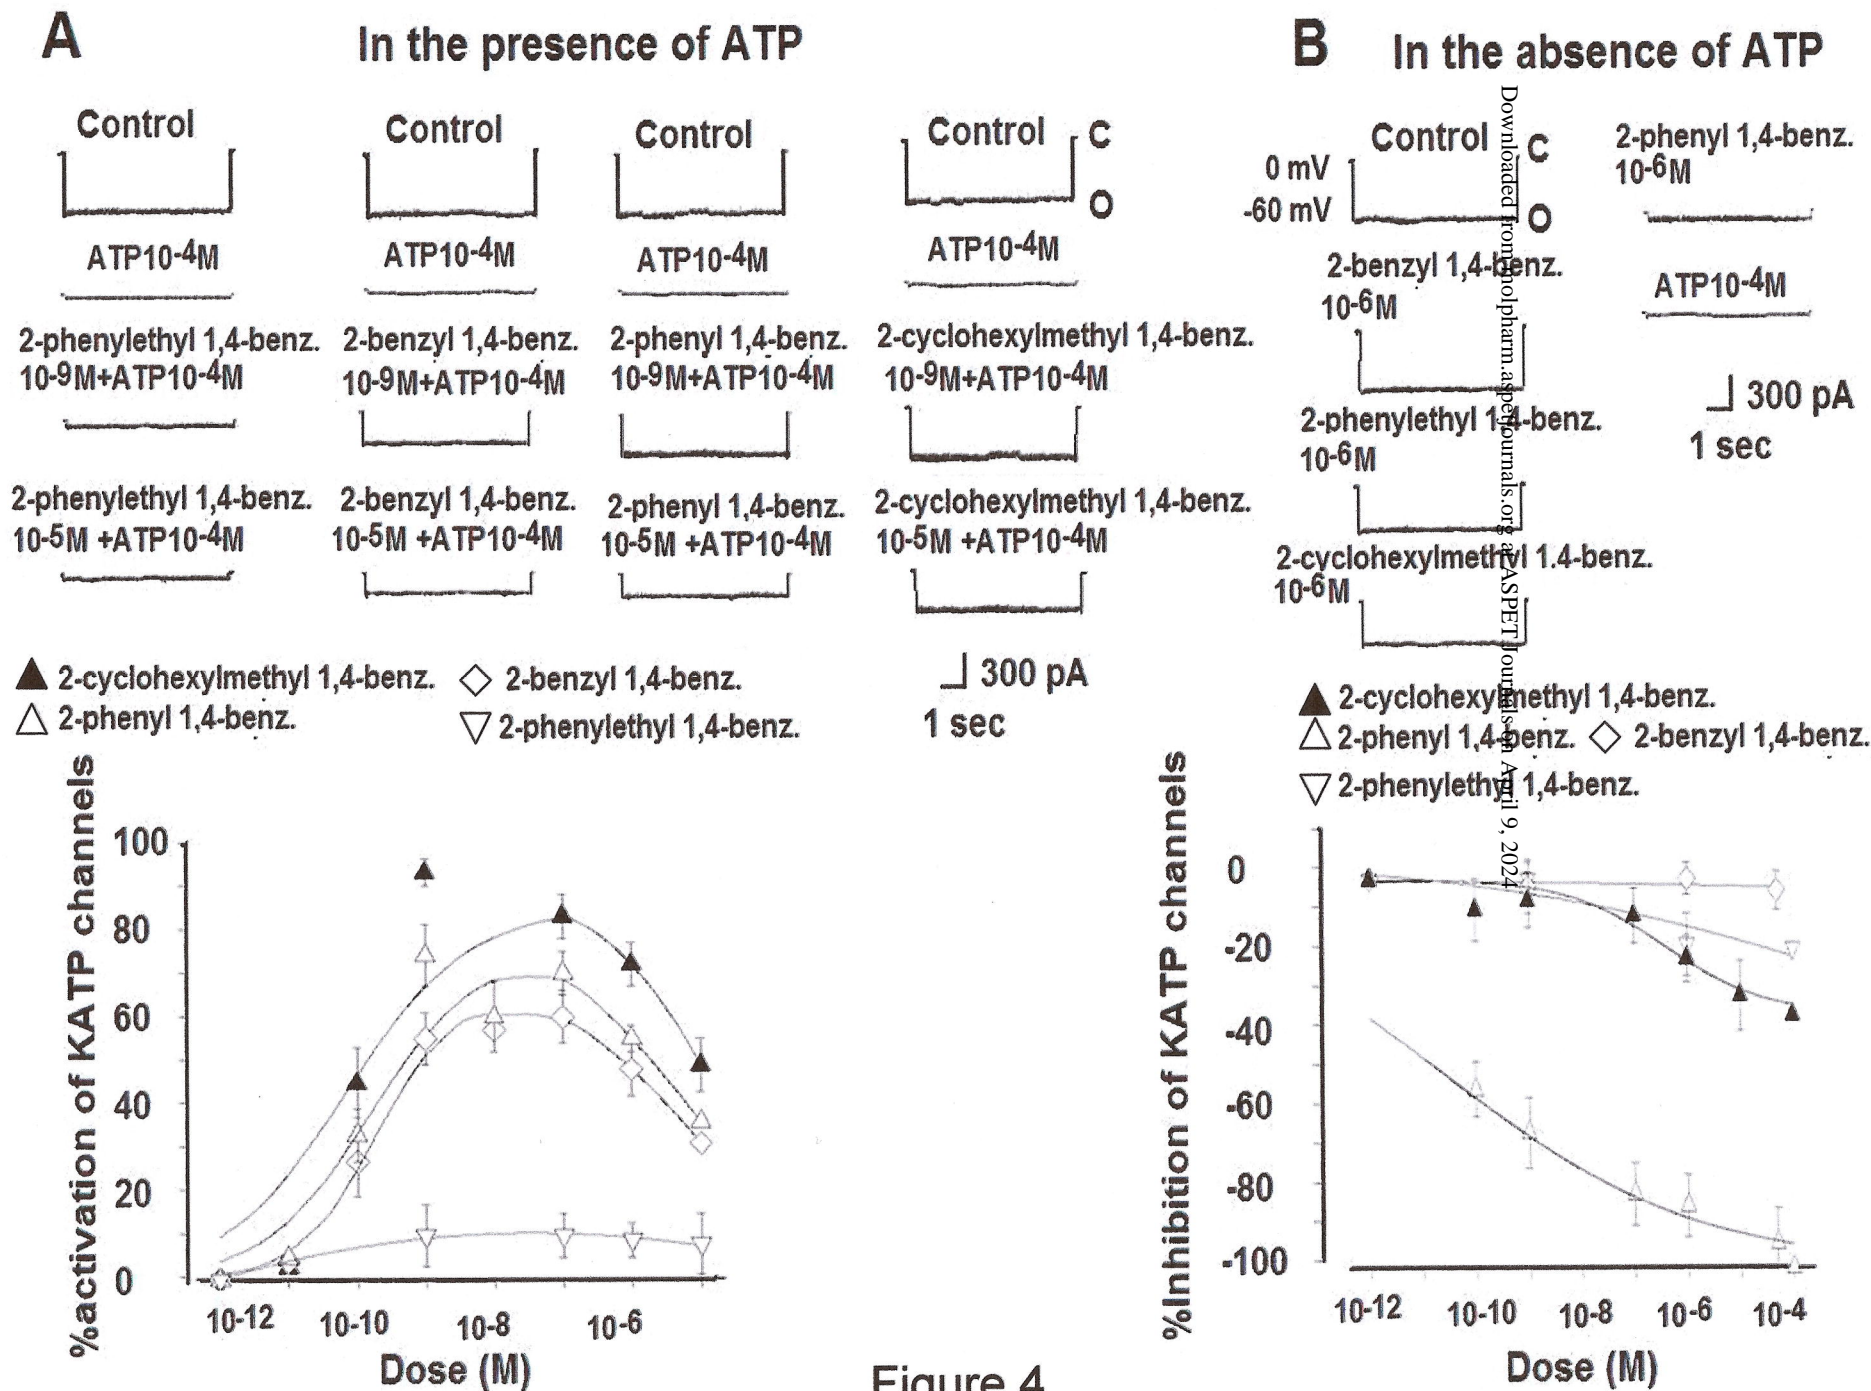 A
In the presence of ATP
Control
Control
Control
Control
C
O
ATP10-4M
ATP10-4M
ATP10-4M
ATP10-4M
2-phenylethyl 1,4-benz.
10-9M+ATP10-4M
2-benzyl 1,4-benz.
10-9M+ATP10-4M
2-phenyl 1,4-benz.
10-9M+ATP10-4M
2-cyclohexylmethyl 1,4-benz.
10-9M+ATP10-4M
2-phenylethyl 1,4-benz.
10-5M +ATP10-4M
2-benzyl 1,4-benz.
10-5M +ATP10-4M
2-phenyl 1,4-benz.
10-5M +ATP10-4M
2-cyclohexylmethyl 1,4-benz.
10-5M +ATP10-4M
300 pA
1 sec
2-cyclohexylmethyl 1,4-benz.
2-benzyl 1,4-benz.
2-phenyl 1,4-benz.
2-phenylethyl 1,4-benz.
%activation of KATP channels
100
80
60
40
20
0
10-12
10-10
10-8
10-6
Dose (M)
B
In the absence of ATP
Control
C
O
0 mV
-60 mV
2-phenyl 1,4-benz.
10-6M
2-benzyl 1,4-benz.
10-6M
ATP10-4M
2-phenylethyl 1,4-benz.
10-6M
300 pA
1 sec
2-cyclohexylmethyl 1.4-benz.
10-6M
2-cyclohexylmethyl 1,4-benz.
2-phenyl 1,4-benz.
2-benzyl 1,4-benz.
2-phenylethyl 1,4-benz.
%Inhibition of KATP channels
0
-20
-40
-60
-80
-100
10-12
10-10
10-8
10-6
10-4
Dose (M)
Downloaded from molpharm.aspetjournals.org at ASPET Journals on April 9, 2024
Figure 4